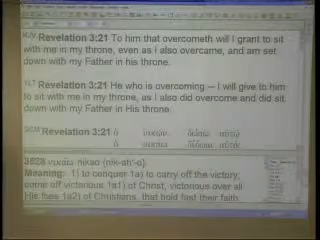 KJV Revelation 3:21 To him that overcometh will I grant to sit
with me in my throne, even as I also overcame, and am set
down with my Father in his throne.
YLT Revelation 3:21 He who is overcoming -- I will give to him
to sit with me in my throne, as I also did overcome and did sit
down with my Father in His throne.
Revelation 3:21 ὁ νικῶν, δώσω αὐτῷ
3528 νικάω nikao (nik-ah'-o).
Meaning: 1) to conquer 1a) to carry off the victory,
come off victorious 1a1) of Christ, victorious over all
His foes 1a2) of Christians, that hold fast their faith